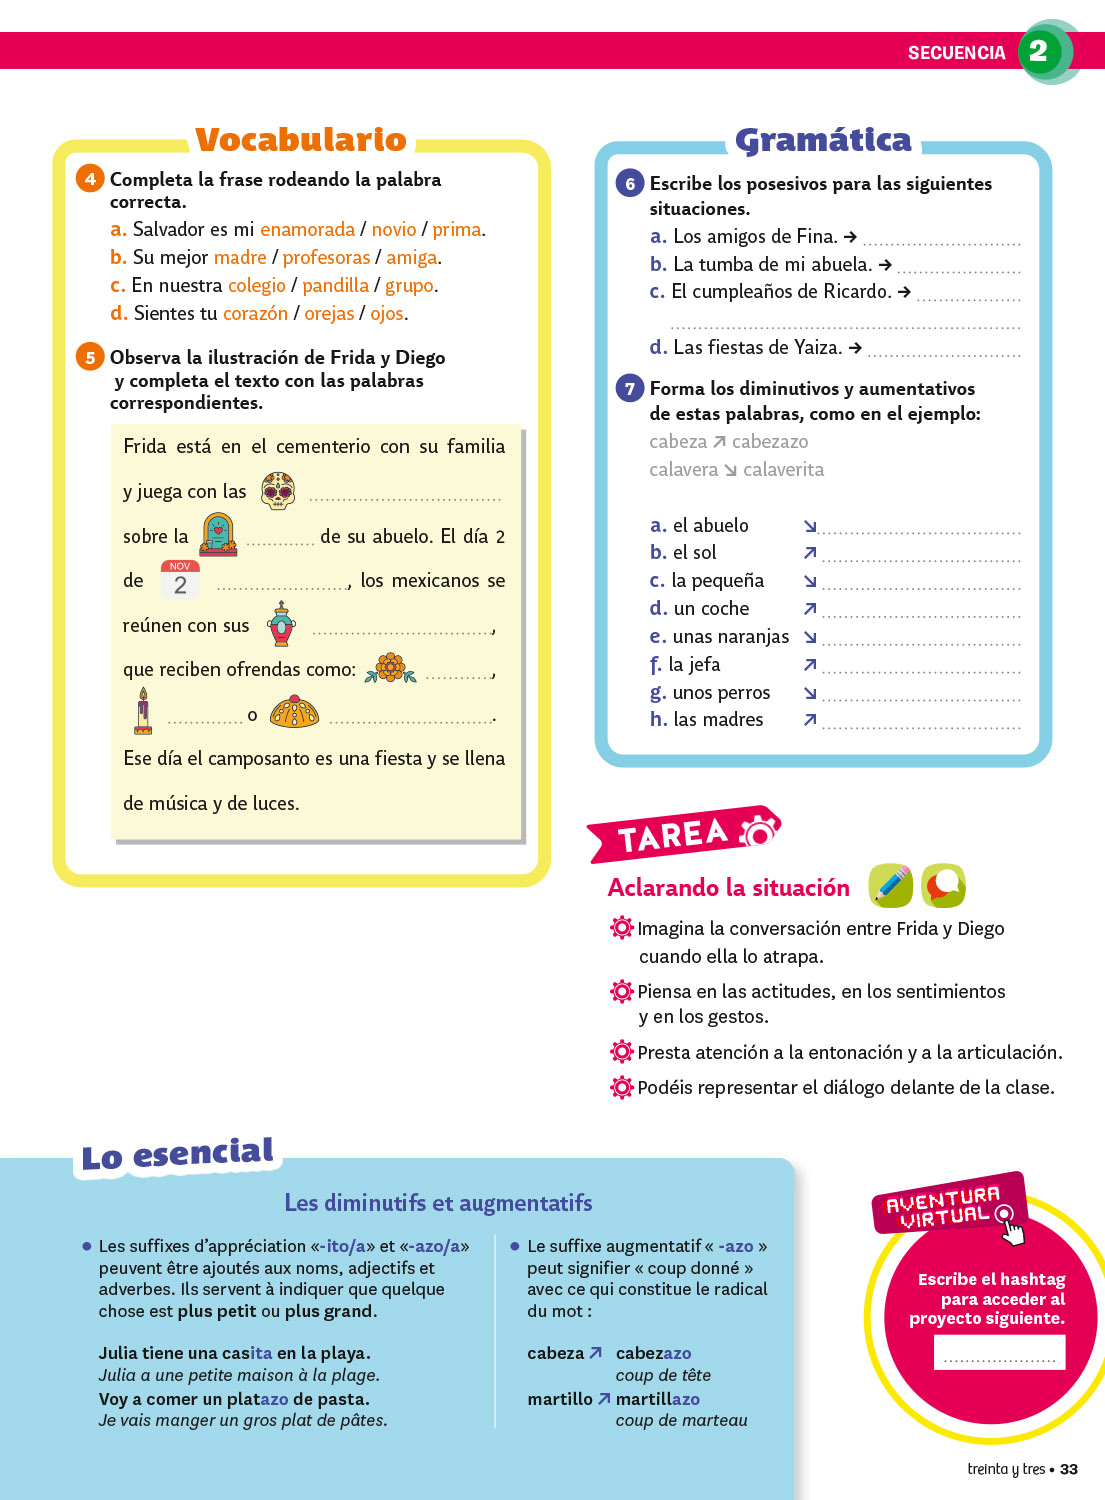 SECUENCIA 2
Vocabulario
4 Completa la frase rodeando la palabra
correcta.
a. Salvador es mi enamorada / novio / prima.
b. Su mejor madre / profesoras / amiga.
c. En nuestra colegio / pandilla / grupo.
d. Sientes tu corazón / orejas / ojos.
5 Observa la ilustración de Frida y Diego
y completa el texto con las palabras
correspondientes.
Frida está en el cementerio con su familia
y juega con las ...................................
sobre la ............. de su abuelo. El día 2
de NOV 2 ........................, los mexicanos se
reúnen con sus .................................,
que reciben ofrendas como: ............,
.............. o ..............................
Ese día el camposanto es una fiesta y se llena
de música y de luces.
Gramática
6 Escribe los posesivos para las siguientes
situaciones.
a. Los amigos de Fina. → .............................
b. La tumba de mi abuela. → .......................
c. El cumpleaños de Ricardo. → ...................
................................................................
d. Las fiestas de Yaiza. → ............................
7 Forma los diminutivos y aumentativos
de estas palabras, como en el ejemplo:
cabeza ↗ cabezazo
calavera ↘ calaverita
a. el abuelo ↘ .....................................
b. el sol ↗ .....................................
c. la pequeña ↘ .....................................
d. un coche ↗ .....................................
e. unas naranjas ↘ .....................................
f. la jefa ↗ .....................................
g. unos perros ↘ .....................................
h. las madres ↗ .....................................
TAREA
Aclarando la situación
Imagina la conversación entre Frida y Diego
cuando ella lo atrapa.
Piensa en las actitudes, en los sentimientos
y en los gestos.
Presta atención a la entonación y a la articulación.
Podéis representar el diálogo delante de la clase.
Lo esencial
Les diminutifs et augmentatifs
• Les suffixes d'appréciation «-ito/a» et «-azo/a»
peuvent être ajoutés aux noms, adjectifs et
adverbes. Ils servent à indiquer que quelque
chose est plus petit ou plus grand.
Julia tiene una casita en la playa.
Julia a une petite maison à la plage.
Voy a comer un platazo de pasta.
Je vais manger un gros plat de pâtes.
• Le suffixe augmentatif « -azo »
peut signifier « coup donné »
avec ce qui constitue le radical
du mot :
cabeza ↗ cabezazo
coup de tête
martillo ↗ martillazo
coup de marteau
AVENTURA
VIRTUAL
Escribe el hashtag
para acceder al
proyecto siguiente.
.....................
treinta y tres • 33